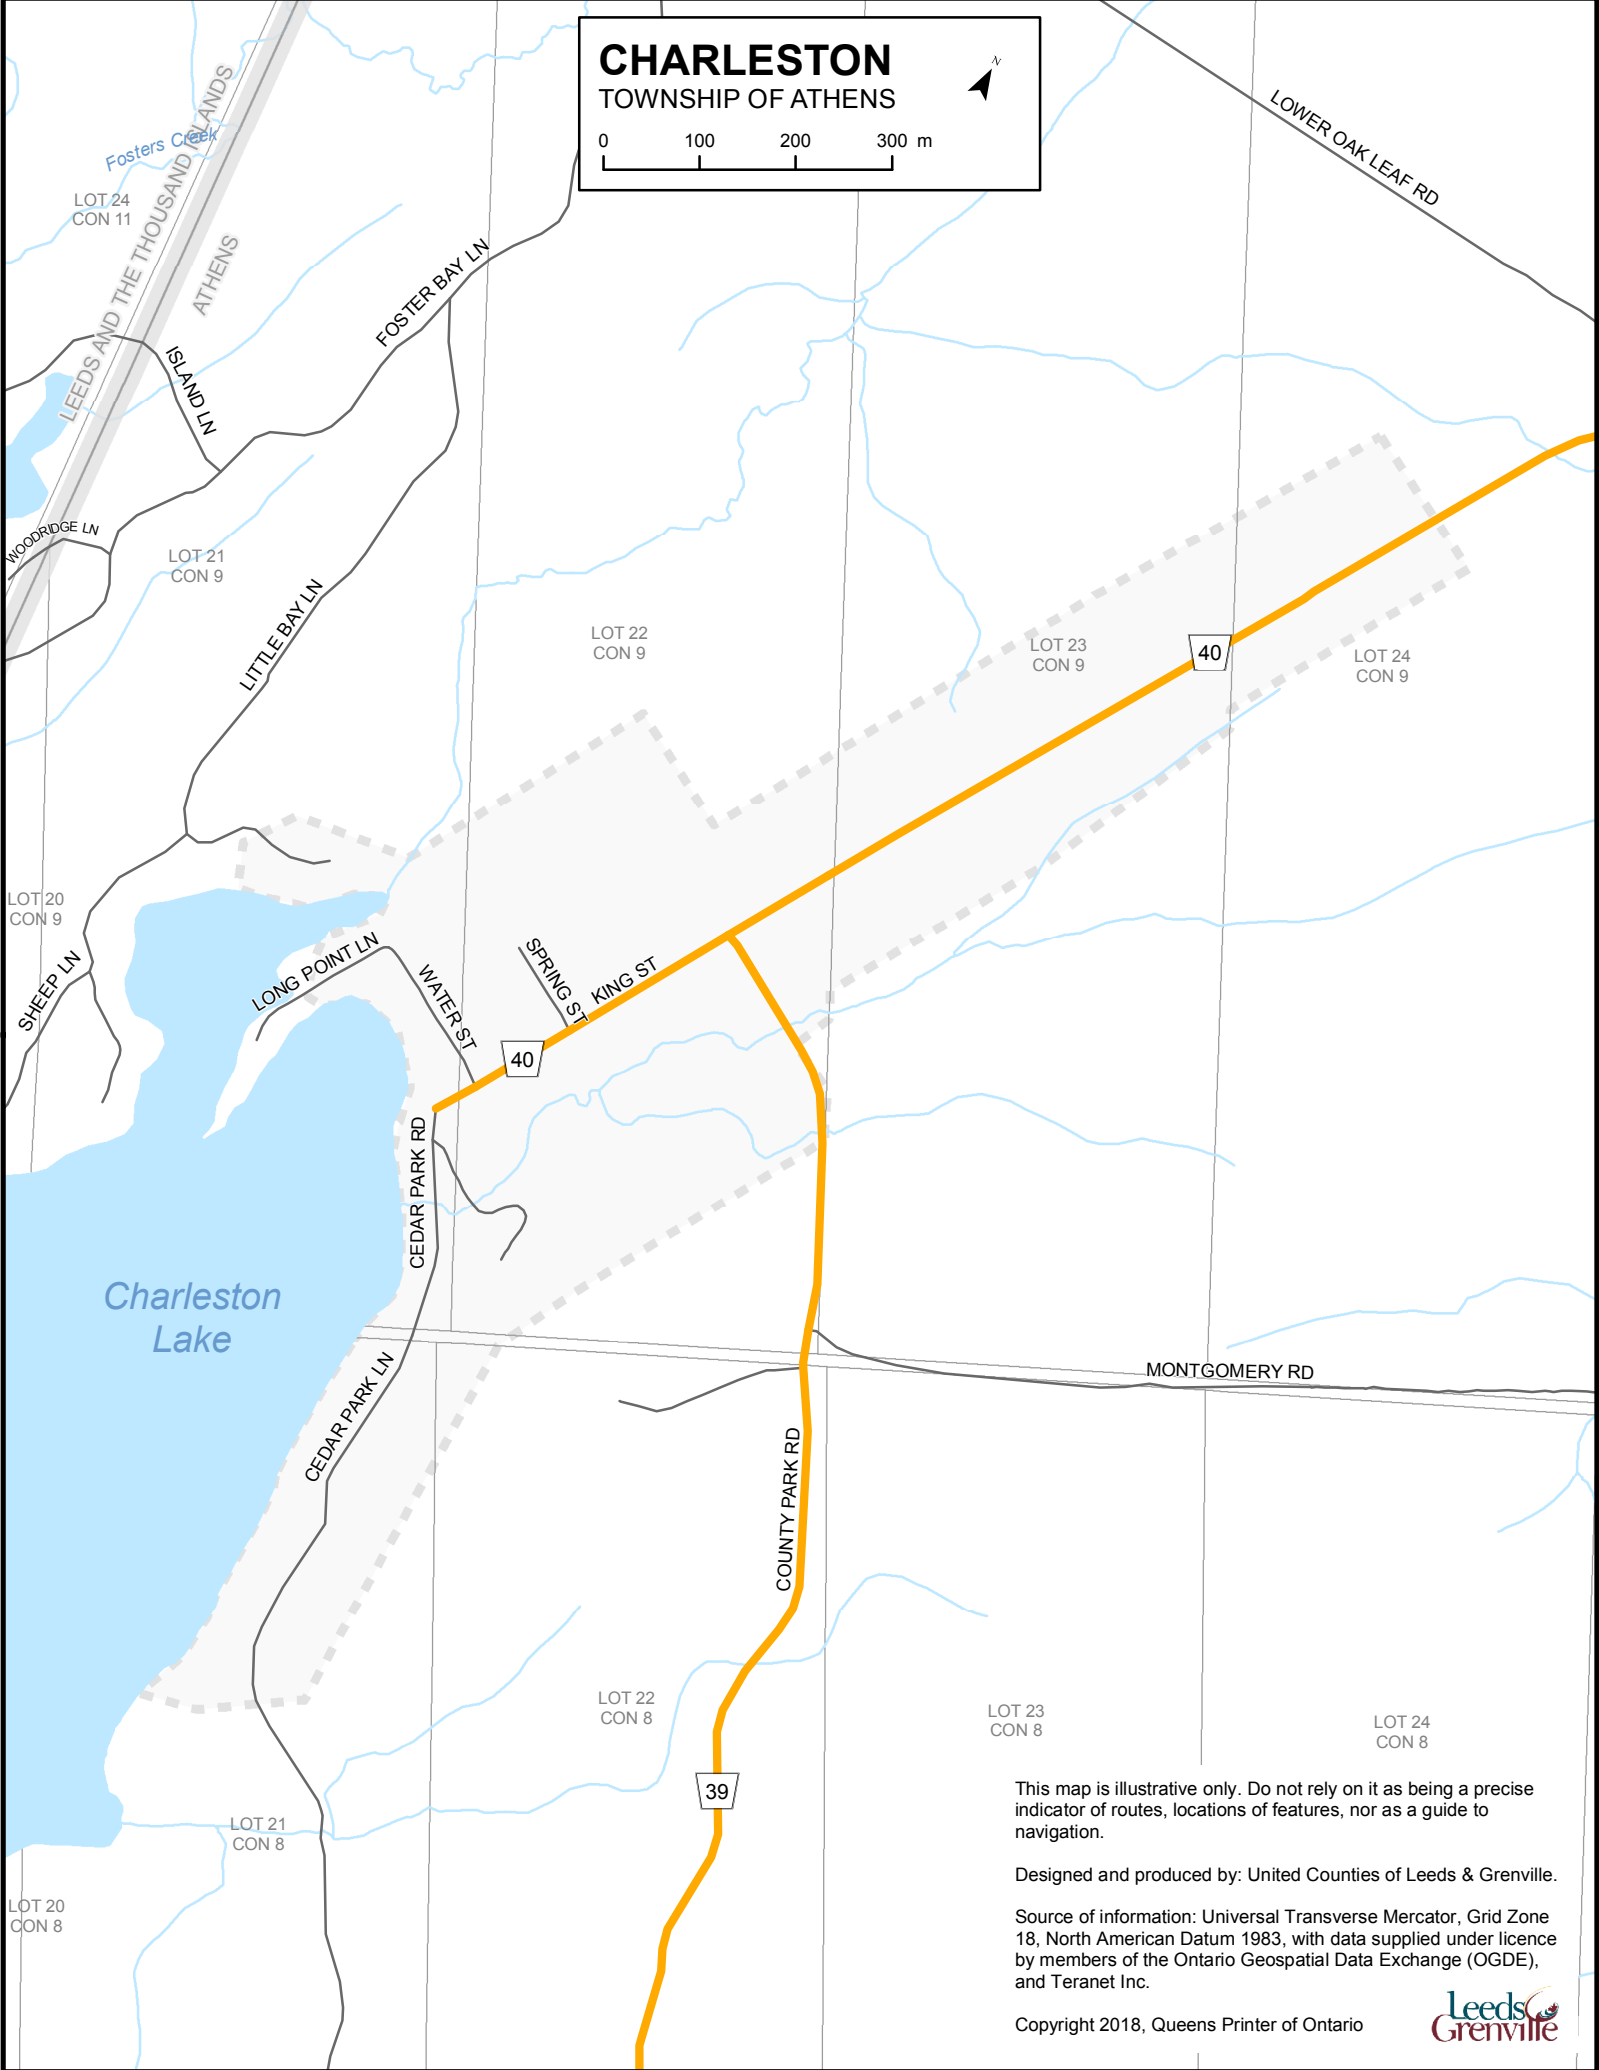 CHARLESTON
TOWNSHIP OF ATHENS
N
0 100 200 300 m
LOWER OAK LEAF RD
Fosters Creek
LOT 24
CON 11
LEEDS AND THE THOUSAND ISLANDS
ATHENS
FOSTER BAY LN
ISLAND LN
WOODRIDGE LN
LOT 21
CON 9
LITTLE BAY LN
LOT 22
CON 9
LOT 23
CON 9
40
LOT 24
CON 9
LOT 20
CON 9
SHEEP LN
LONG POINT LN
WATER ST
SPRING ST
KING ST
40
CEDAR PARK RD
Charleston
Lake
CEDAR PARK LN
MONTGOMERY RD
COUNTY PARK RD
LOT 22
CON 8
LOT 23
CON 8
LOT 24
CON 8
39
LOT 21
CON 8
LOT 20
CON 8
This map is illustrative only. Do not rely on it as being a precise
indicator of routes, locations of features, nor as a guide to
navigation.
Designed and produced by: United Counties of Leeds & Grenville.
Source of information: Universal Transverse Mercator, Grid Zone
18, North American Datum 1983, with data supplied under licence
by members of the Ontario Geospatial Data Exchange (OGDE),
and Teranet Inc.
Copyright 2018, Queens Printer of Ontario
Leeds
Grenville